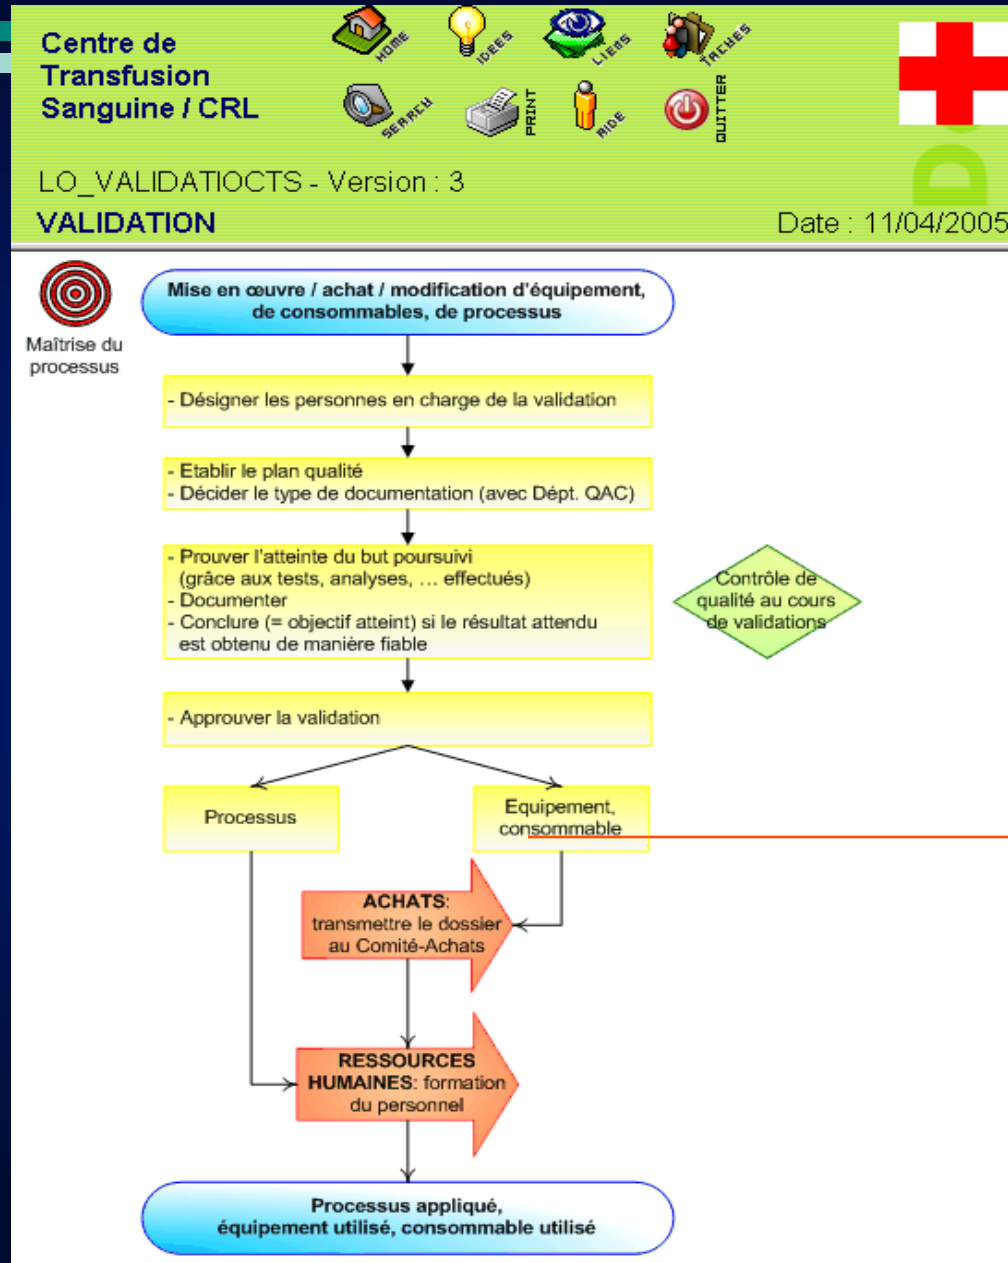 Centre de
Transfusion
Sanguine / CRL
HOME
IDEES
LIENS
TACHES
SEARCH
PRINT
AIDE
QUITTER
LO_VALIDATIOCTS - Version : 3
VALIDATION
Date : 11/04/2005
Maîtrise du
processus
Mise en œuvre / achat / modification d'équipement,
de consommables, de processus
- Désigner les personnes en charge de la validation
- Etablir le plan qualité
- Décider le type de documentation (avec Dépt. QAC)
- Prouver l'atteinte du but poursuivi
(grâce aux tests, analyses, … effectués)
- Documenter
- Conclure (= objectif atteint) si le résultat attendu
est obtenu de manière fiable
Contrôle de
qualité au cours
de validations
- Approuver la validation
Processus
Equipement,
consommable
ACHATS:
transmettre le dossier
au Comité-Achats
RESSOURCES
HUMAINES: formation
du personnel
Processus appliqué,
équipement utilisé, consommable utilisé